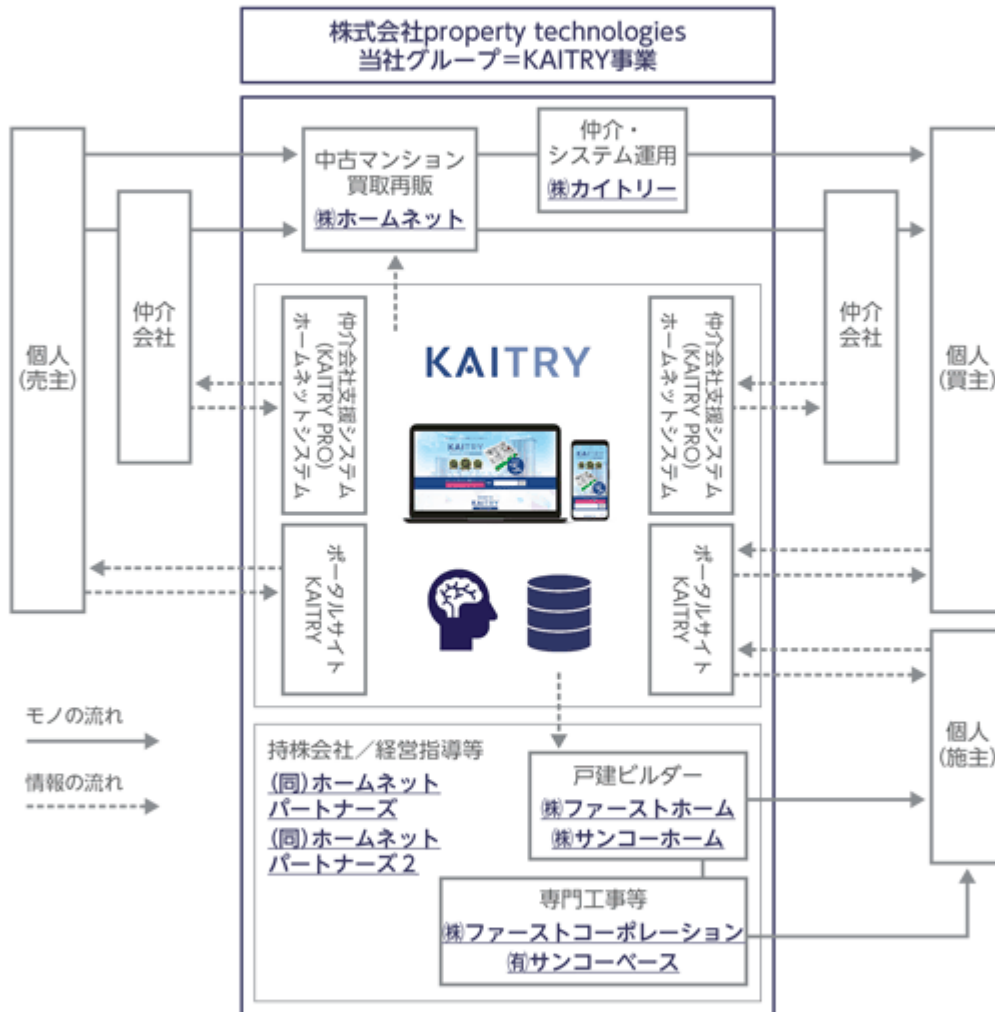 株式会社property technologies
当社グループ＝KAITRY事業
個人
(売主)
仲介
会社
中古マンション
買取再販
㈱ホームネット
仲介・
システム運用
㈱カイトリー
仲介
会社
個人
(買主)
仲介会社支援システム
(KAITRY PRO)
ホームネットシステム
KAITRY
仲介会社支援システム
(KAITRY PRO)
ホームネットシステム
KAITRY
KAITRY
ポータルサイト
KAITRY
ポータルサイト
KAITRY
モノの流れ
情報の流れ
持株会社／経営指導等
(同)ホームネット
パートナーズ
(同)ホームネット
パートナーズ２
戸建ビルダー
㈱ファーストホーム
㈱サンコーホーム
専門工事等
㈱ファーストコーポレーション
㈲サンコーベース
個人
(施主)